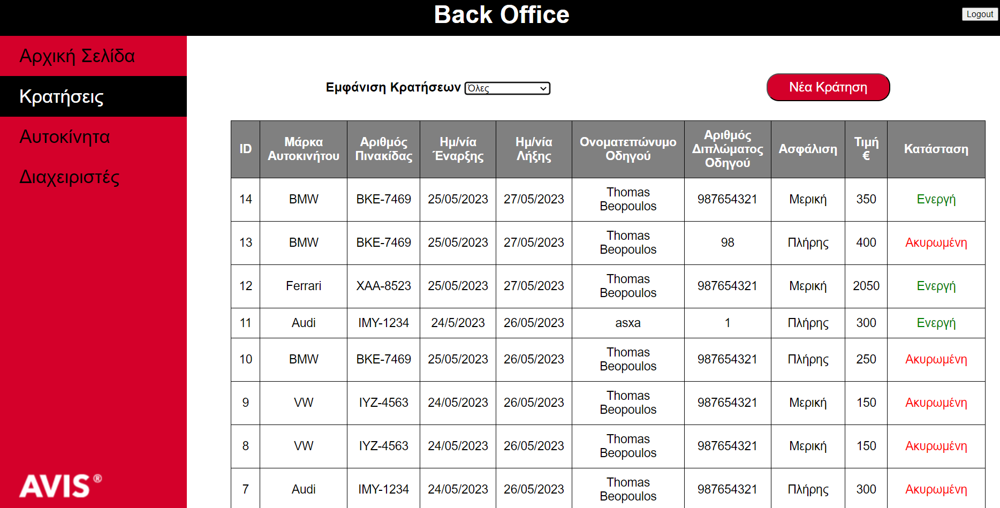 Back Office
Logout
Αρχική Σελίδα
Κρατήσεις
Αυτοκίνητα
Διαχειριστές
AVIS®
Εμφάνιση Κρατήσεων Όλες
Νέα Κράτηση
ID Μάρκα Αυτοκινήτου Αριθμός Πινακίδας Ημ/νία Έναρξης Ημ/νία Λήξης Ονοματεπώνυμο Οδηγού Αριθμός Διπλώματος Οδηγού Ασφάλιση Τιμή € Κατάσταση
14 BMW BKE-7469 25/05/2023 27/05/2023 Thomas Beopoulos 987654321 Μερική 350 Ενεργή
13 BMW BKE-7469 25/05/2023 27/05/2023 Thomas Beopoulos 98 Πλήρης 400 Ακυρωμένη
12 Ferrari XAA-8523 25/05/2023 27/05/2023 Thomas Beopoulos 987654321 Μερική 2050 Ενεργή
11 Audi IMY-1234 24/5/2023 26/05/2023 asxa 1 Πλήρης 300 Ενεργή
10 BMW BKE-7469 25/05/2023 26/05/2023 Thomas Beopoulos 987654321 Πλήρης 250 Ακυρωμένη
9 VW IYZ-4563 24/05/2023 26/05/2023 Thomas Beopoulos 987654321 Μερική 150 Ακυρωμένη
8 VW IYZ-4563 24/05/2023 26/05/2023 Thomas Beopoulos 987654321 Μερική 150 Ακυρωμένη
7 Audi IMY-1234 24/05/2023 26/05/2023 Thomas Beopoulos 987654321 Πλήρης 300 Ακυρωμένη